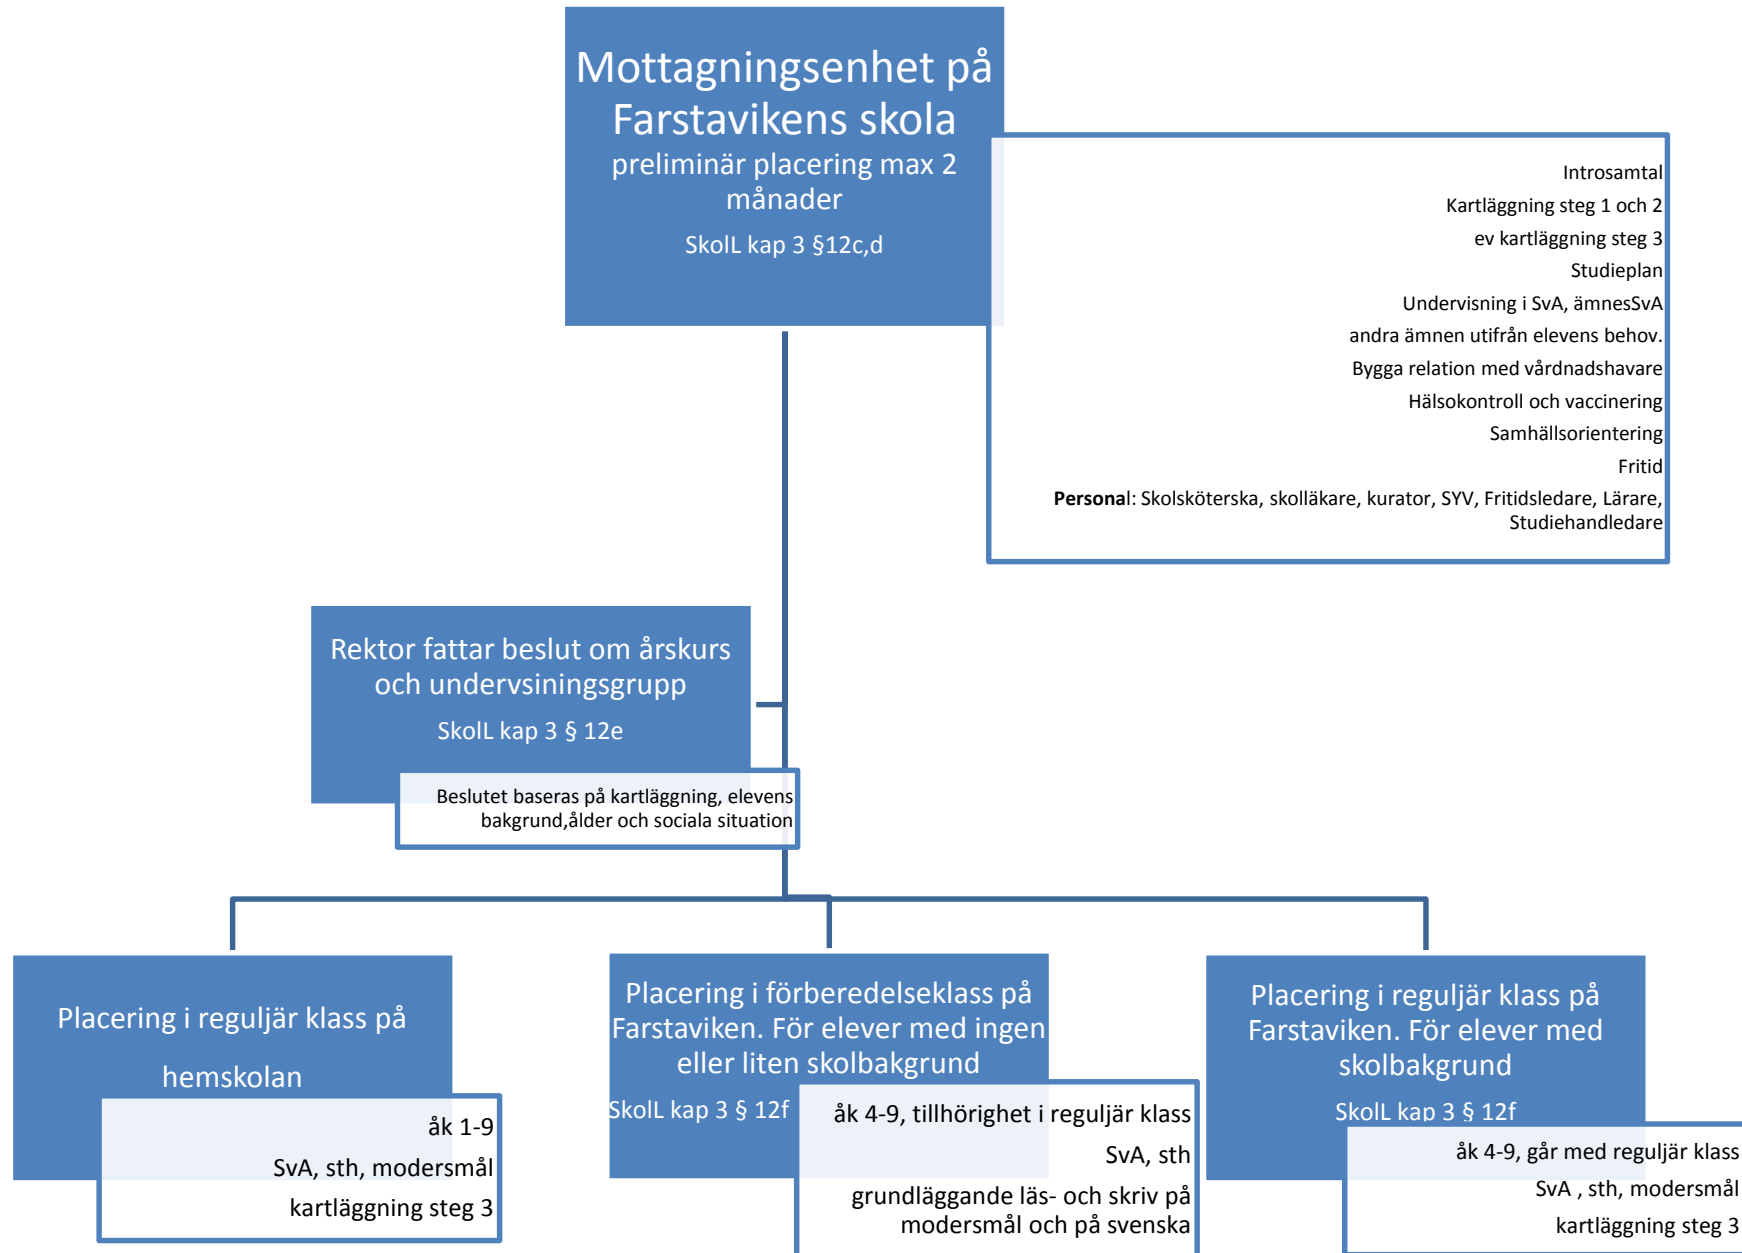 Mottagningsenhet på
Farstavikens skola
preliminär placering max 2
månader
SkolL kap 3 §12c,d
Introsamtal
Kartläggning steg 1 och 2
ev kartläggning steg 3
Studieplan
Undervisning i SvA, ämnesSvA
andra ämnen utifrån elevens behov.
Bygga relation med vårdnadshavare
Hälsokontroll och vaccinering
Samhällsorientering
Fritid
Personal: Skolsköterska, skolläkare, kurator, SYV, Fritidsledare, Lärare,
Studiehandledare
Rektor fattar beslut om årskurs
och undervsiningsgrupp
SkolL kap 3 § 12e
Beslutet baseras på kartläggning, elevens
bakgrund,ålder och sociala situation
Placering i reguljär klass på
hemskolan
åk 1-9
SvA, sth, modersmål
kartläggning steg 3
Placering i förberedelseklass på
Farstaviken. För elever med ingen
eller liten skolbakgrund
SkolL kap 3 § 12f
åk 4-9, tillhörighet i reguljär klass
SvA, sth
grundläggande läs- och skriv på
modersmål och på svenska
Placering i reguljär klass på
Farstaviken. För elever med
skolbakgrund
SkolL kap 3 § 12f
åk 4-9, går med reguljär klass
SvA , sth, modersmål
kartläggning steg 3